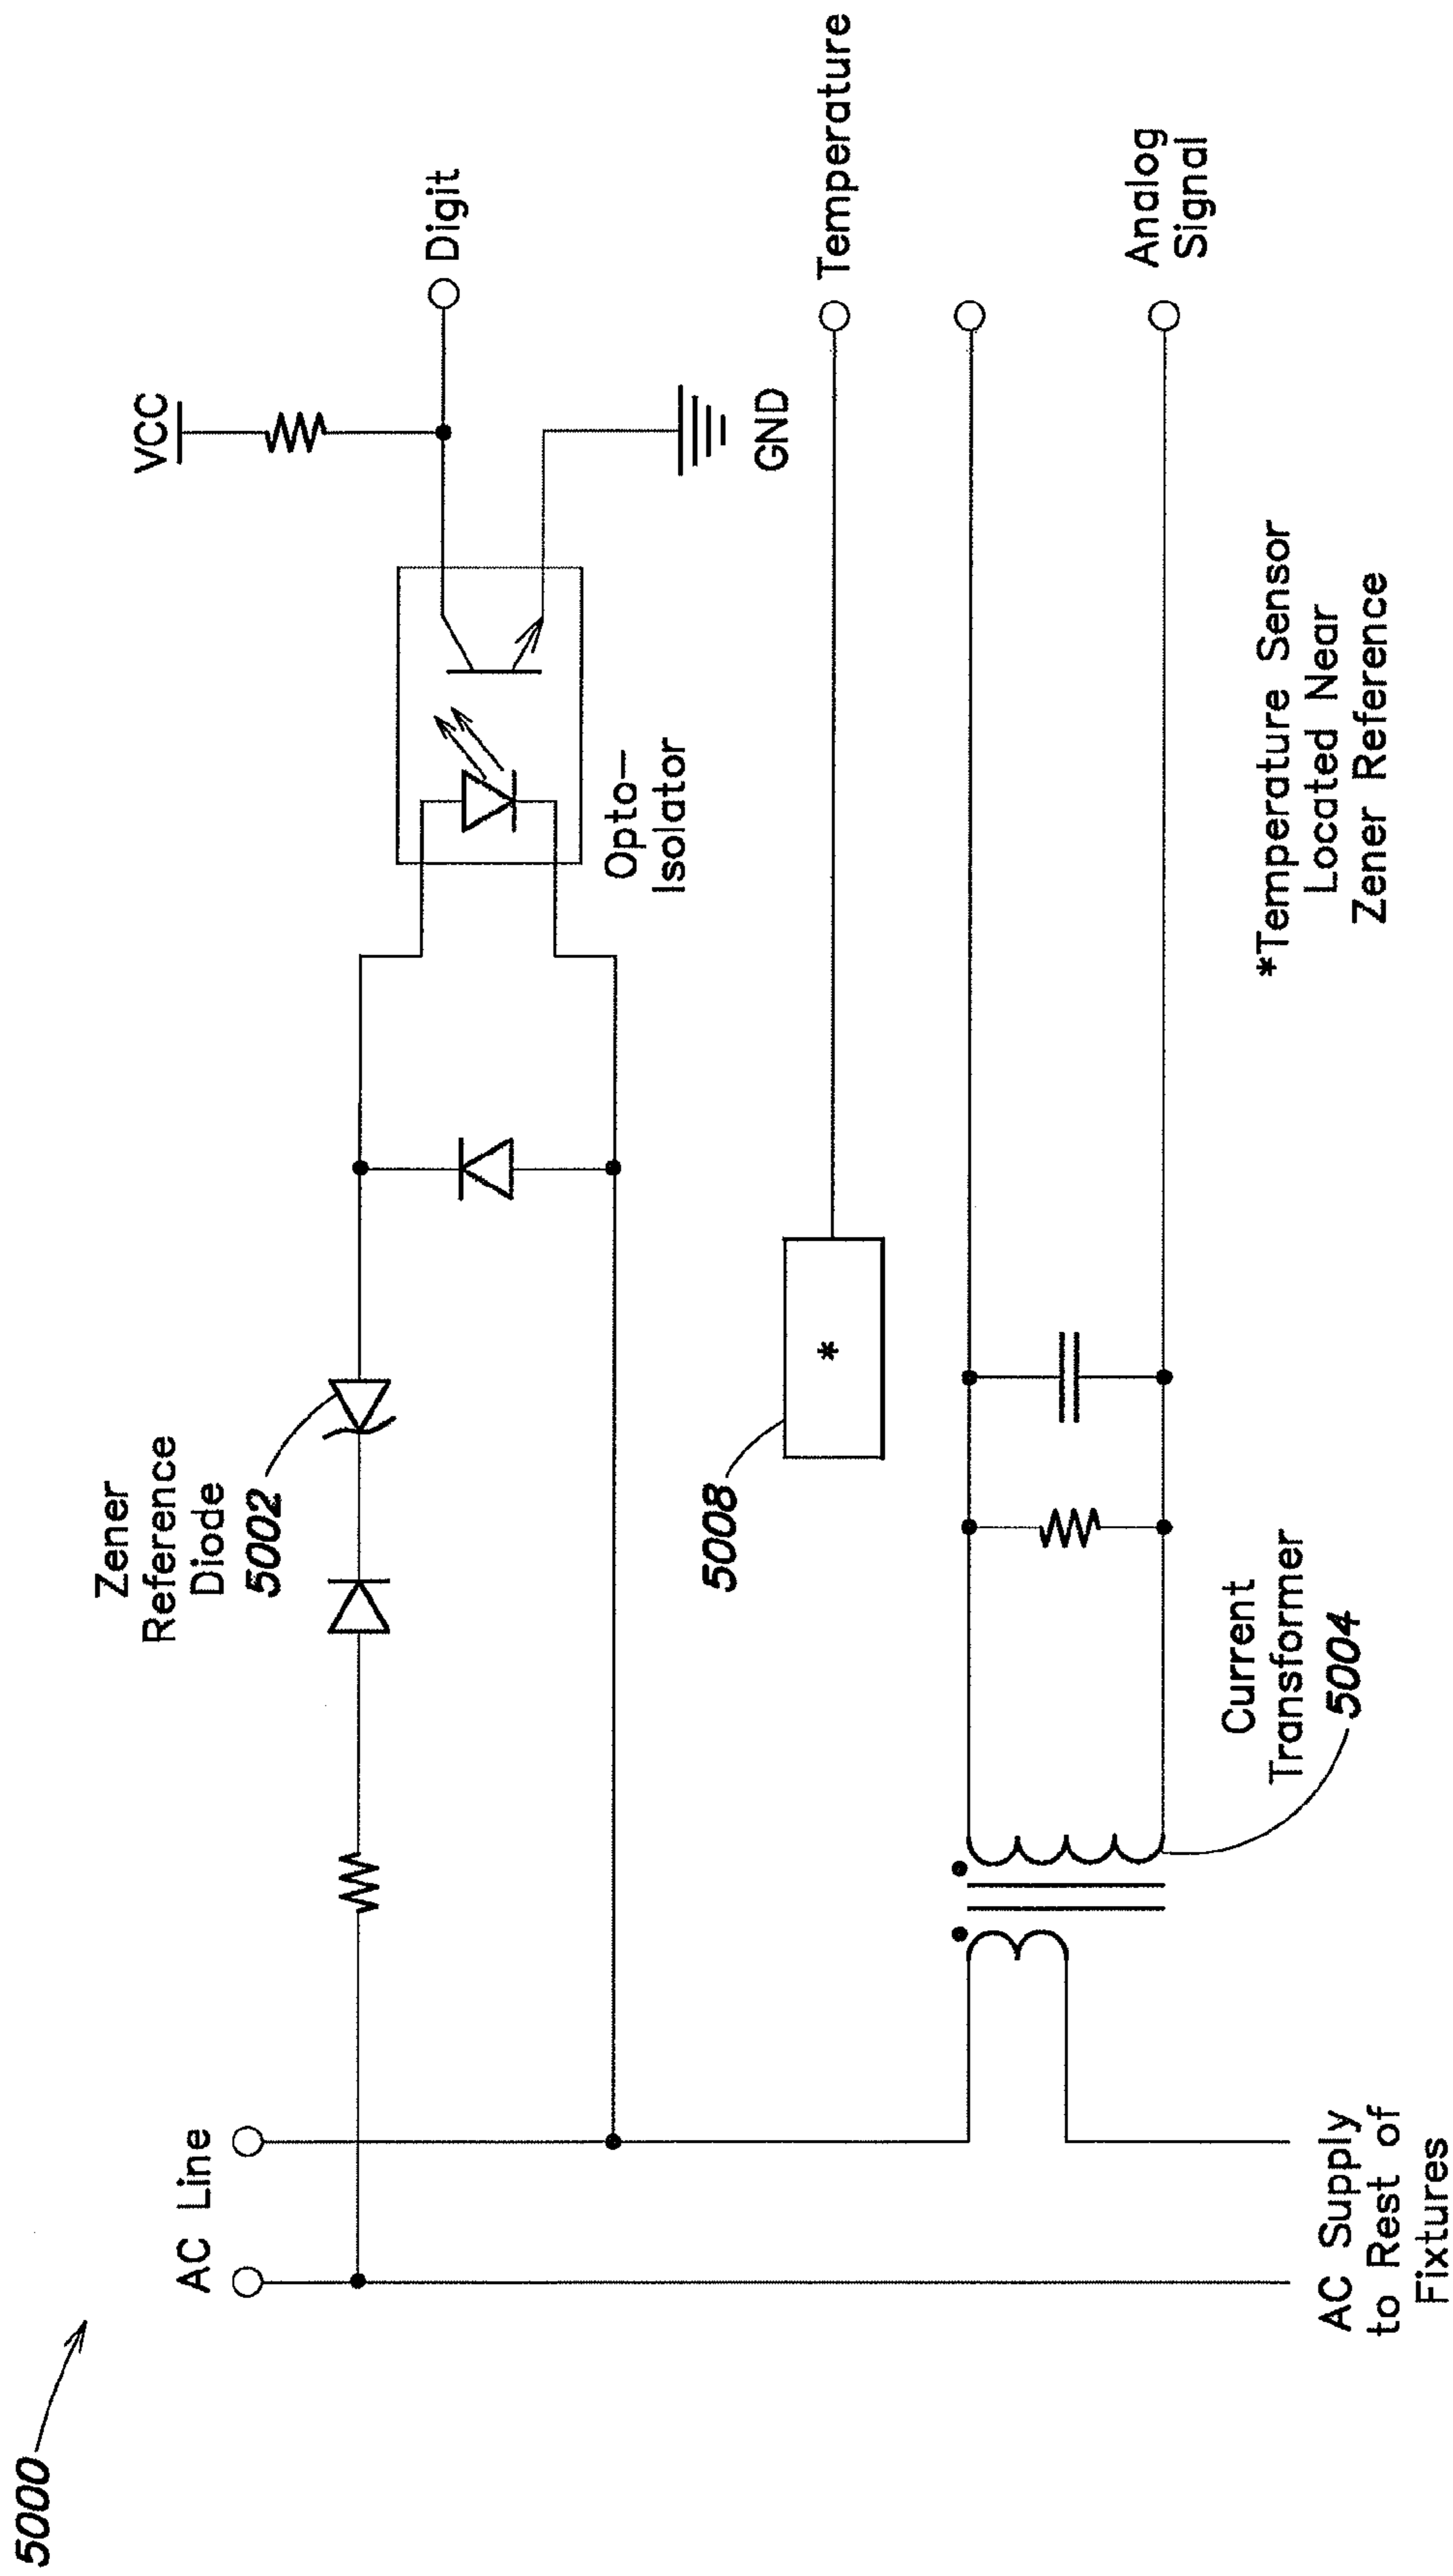 5000
AC Line
AC Supply
to Rest of
Fixtures
Zener
Reference
Diode
5002
VCC
Digit
Opto-
Isolator
GND
5008
*
Temperature
Current
Transformer
5004
Analog
Signal
*Temperature Sensor
Located Near
Zener Reference